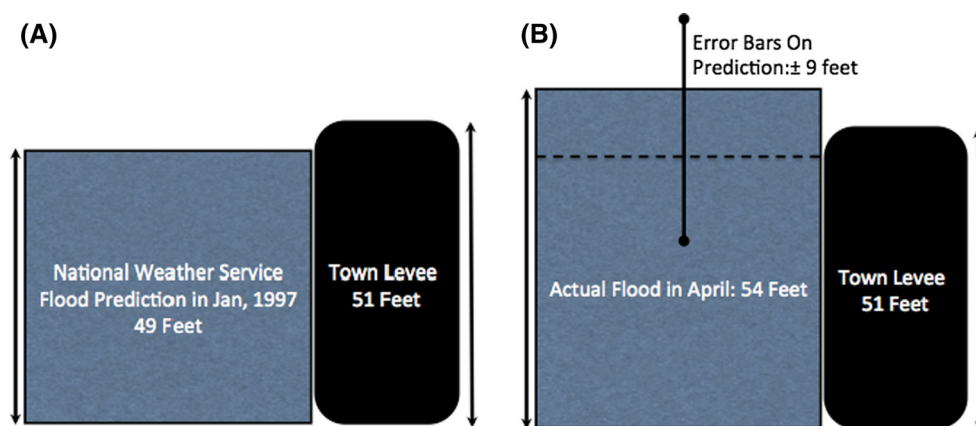 (A)
National Weather Service
Flood Prediction in Jan, 1997
49 Feet
Town Levee
51 Feet
(B)
Error Bars On
Prediction:± 9 feet
Actual Flood in April: 54 Feet
Town Levee
51 Feet